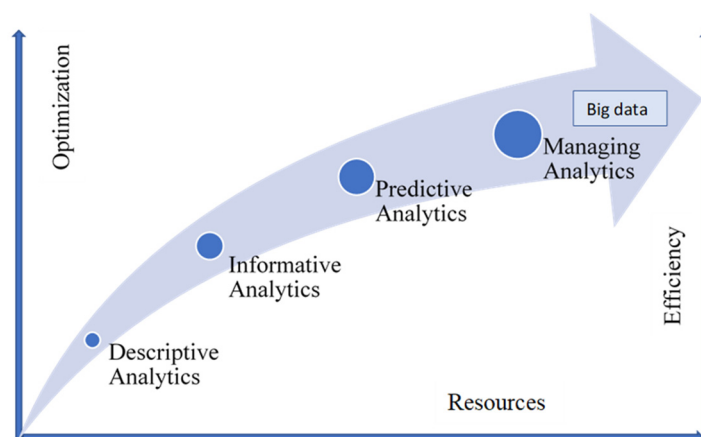 Optimization
Big data
Managing
Analytics
Predictive
Analytics
Informative
Analytics
Efficiency
Descriptive
Analytics
Resources